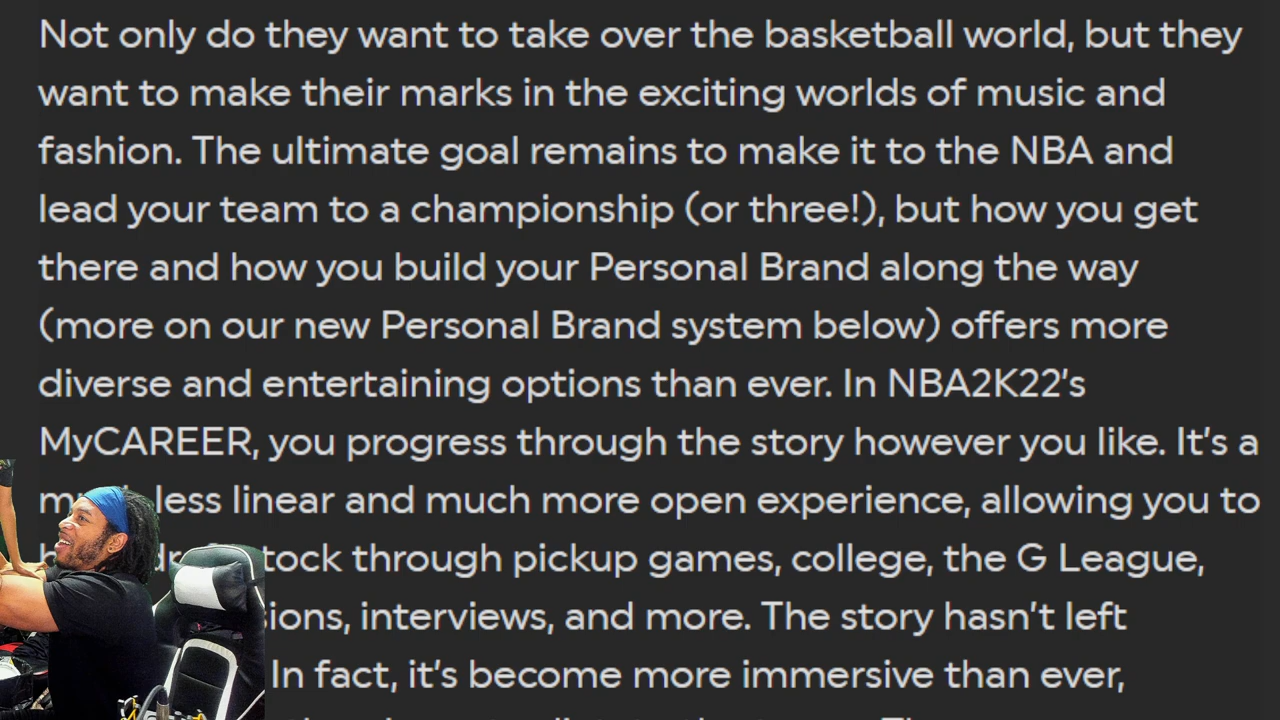 Not only do they want to take over the basketball world, but they
want to make their marks in the exciting worlds of music and
fashion. The ultimate goal remains to make it to the NBA and
lead your team to a championship (or three!), but how you get
there and how you build your Personal Brand along the way
(more on our new Personal Brand system below) offers more
diverse and entertaining options than ever. In NBA2K22's
MyCAREER, you progress through the story however you like. It's a
less linear and much more open experience, allowing you to
through pickup games, college, the G League,
interviews, and more. The story hasn't left
In fact, it's become more immersive than ever,